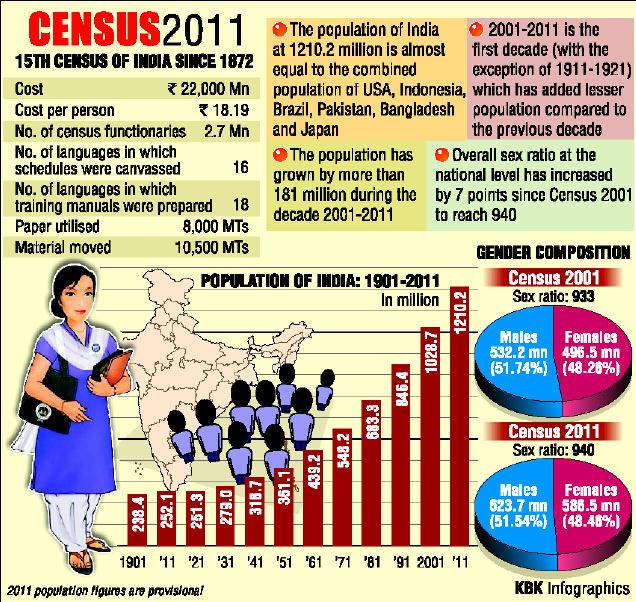 CENSUS2011
15TH CENSUS OF INDIA SINCE 1872
Cost ₹ 22,000 Mn
Cost per person ₹ 18.19
No. of census functionaries 2.7 Mn
No. of languages in which
schedules were canvassed 16
No. of languages in which
training manuals were prepared 18
Paper utilised 8,000 MTs
Material moved 10,500 MTs
The population of India
at 1210.2 million is almost
equal to the combined
population of USA, Indonesia,
Brazil, Pakistan, Bangladesh
and Japan
2001-2011 is the
first decade (with the
exception of 1911-1921)
which has added lesser
population compared to
the previous decade
The population has
grown by more than
181 million during the
decade 2001-2011
Overall sex ratio at the
national level has increased
by 7 points since Census 2001
to reach 940
POPULATION OF INDIA: 1901-2011
In million
238.4
252.1
251.3
279.0
318.7
361.1
439.2
548.2
683.3
846.4
1028.7
1210.2
1901 '11 '21 '31 '41 '51 '61 '71 '81 '91 2001 '11
GENDER COMPOSITION
Census 2001
Sex ratio: 933
Males
532.2 mn
(51.74%)
Females
496.5 mn
(48.26%)
Census 2011
Sex ratio: 940
Males
623.7 mn
(51.54%)
Females
586.5 mn
(48.46%)
2011 population figures are provisional
KBK Infographics